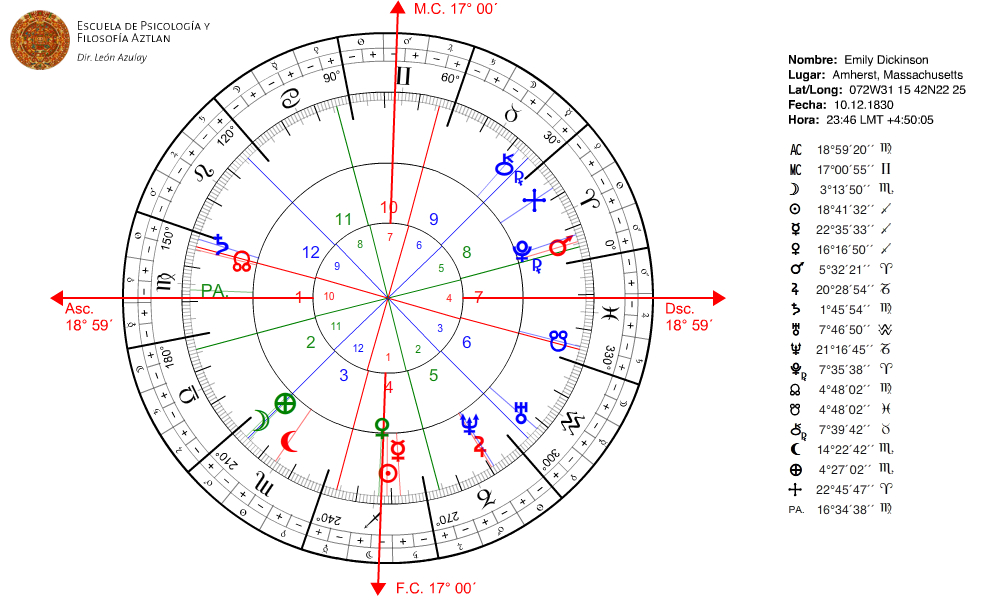 ESCUELA DE PSICOLOGÍA Y
FILOSOFÍA AZTLAN
Dir. León Azulay
M.C. 17° 00´
Nombre: Emily Dickinson
Lugar: Amherst, Massachusetts
Lat/Long: 072W31 15 42N22 25
Fecha: 10.12.1830
Hora: 23:46 LMT +4:50:05
AC 18°59´20´´ ♍
MC 17°00´55´´ ♊
☽ 3°13´50´´ ♏
☉ 18°41´32´´ ♐
☿ 22°35´33´´ ♐
♀ 16°16´50´´ ♐
♂ 5°32´21´´ ♈
♃ 20°28´54´´ ♑
♄ 1°45´54´´ ♍
♅ 7°46´50´´ ♒
♆ 21°16´45´´ ♑
♇℞ 7°35´38´´ ♈
☊ 4°48´02´´ ♍
☋ 4°48´02´´ ♓
⚷℞ 7°39´42´´ ♉
⚸ 14°22´42´´ ♏
⊕ 4°27´02´´ ♏
🕂 22°45´47´´ ♈
PA. 16°34´38´´ ♍
90°
60°
120°
30°
150°
0°
180°
330°
210°
300°
240°
270°
10
11
9
12
8
1
7
2
6
3
5
4
7
8
6
9
5
10
4
11
3
12
2
1
PA.
Asc.
18° 59´
Dsc.
18° 59´
F.C. 17° 00´